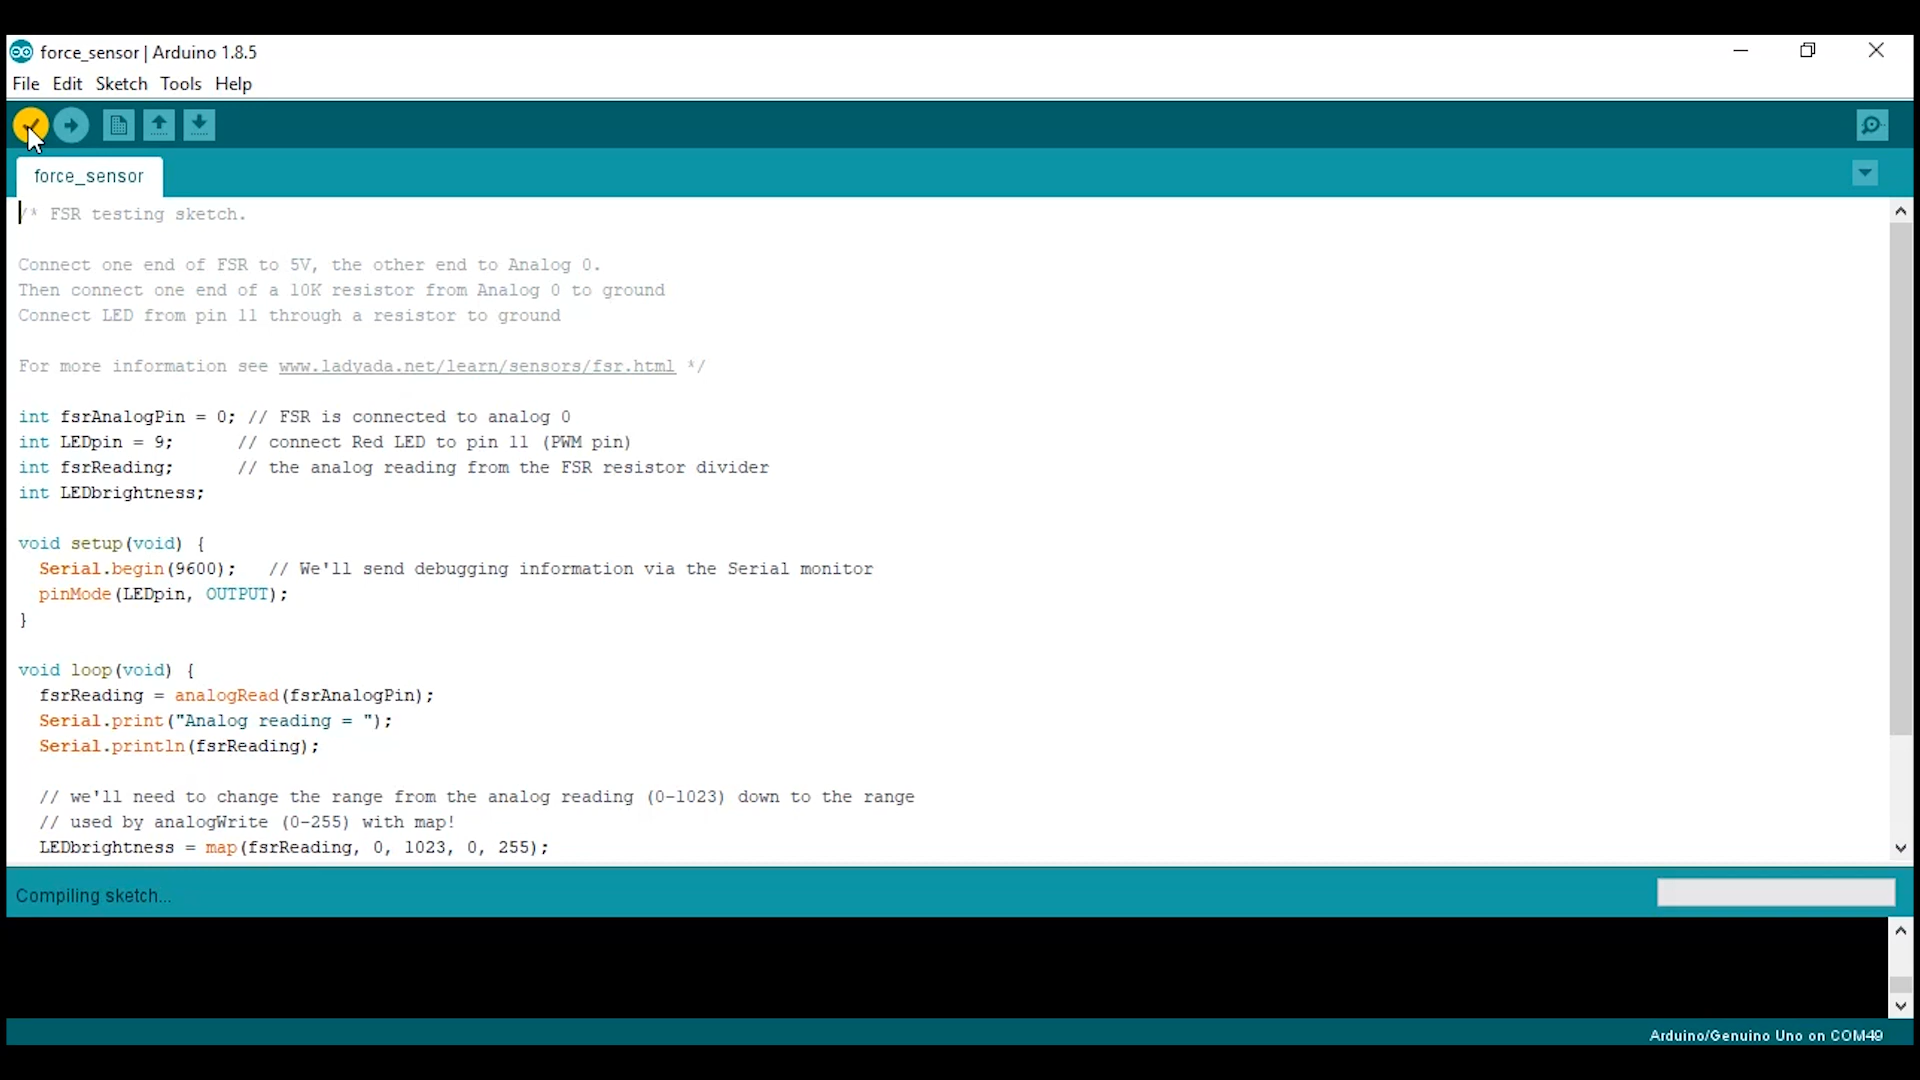 force_sensor | Arduino 1.8.5
File Edit Sketch Tools Help
force_sensor
/* FSR testing sketch.
Connect one end of FSR to 5V, the other end to Analog 0.
Then connect one end of a 10K resistor from Analog 0 to ground
Connect LED from pin 11 through a resistor to ground
For more information see www.ladyada.net/learn/sensors/fsr.html */
int fsrAnalogPin = 0; // FSR is connected to analog 0
int LEDpin = 9;      // connect Red LED to pin 11 (PWM pin)
int fsrReading;      // the analog reading from the FSR resistor divider
int LEDbrightness;
void setup(void) {
  Serial.begin(9600);   // We'll send debugging information via the Serial monitor
  pinMode(LEDpin, OUTPUT);
}
void loop(void) {
  fsrReading = analogRead(fsrAnalogPin);
  Serial.print("Analog reading = ");
  Serial.println(fsrReading);
  // we'll need to change the range from the analog reading (0-1023) down to the range
  // used by analogWrite (0-255) with map!
  LEDbrightness = map(fsrReading, 0, 1023, 0, 255);
Compiling sketch...
Arduino/Genuino Uno on COM49